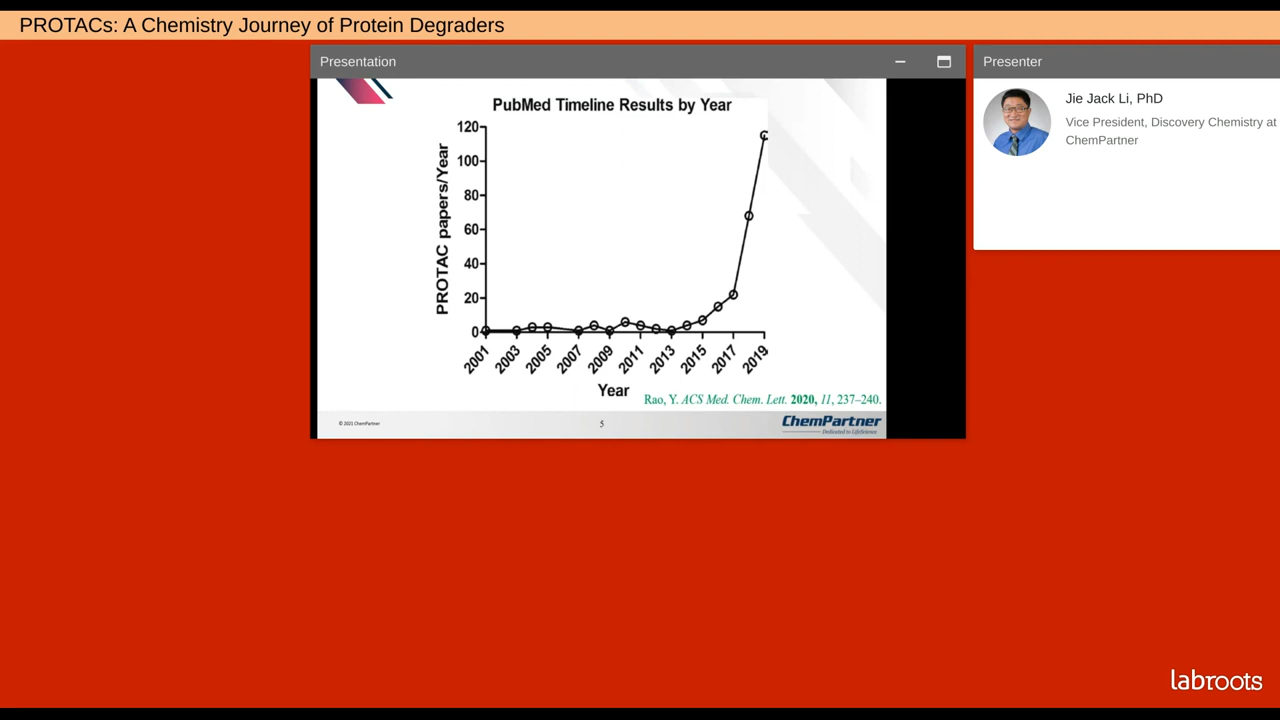 PROTACs: A Chemistry Journey of Protein Degraders
Presentation
Presenter
Jie Jack Li, PhD
Vice President, Discovery Chemistry at
ChemPartner
PubMed Timeline Results by Year
PROTAC papers/Year
120
100
80
60
40
20
0
2001
2003
2005
2007
2009
2011
2013
2015
2017
2019
Year
Rao, Y. ACS Med. Chem. Lett. 2020, 11, 237–240.
© 2021 ChemPartner
5
ChemPartner
Dedicated to LifeScience
labroots